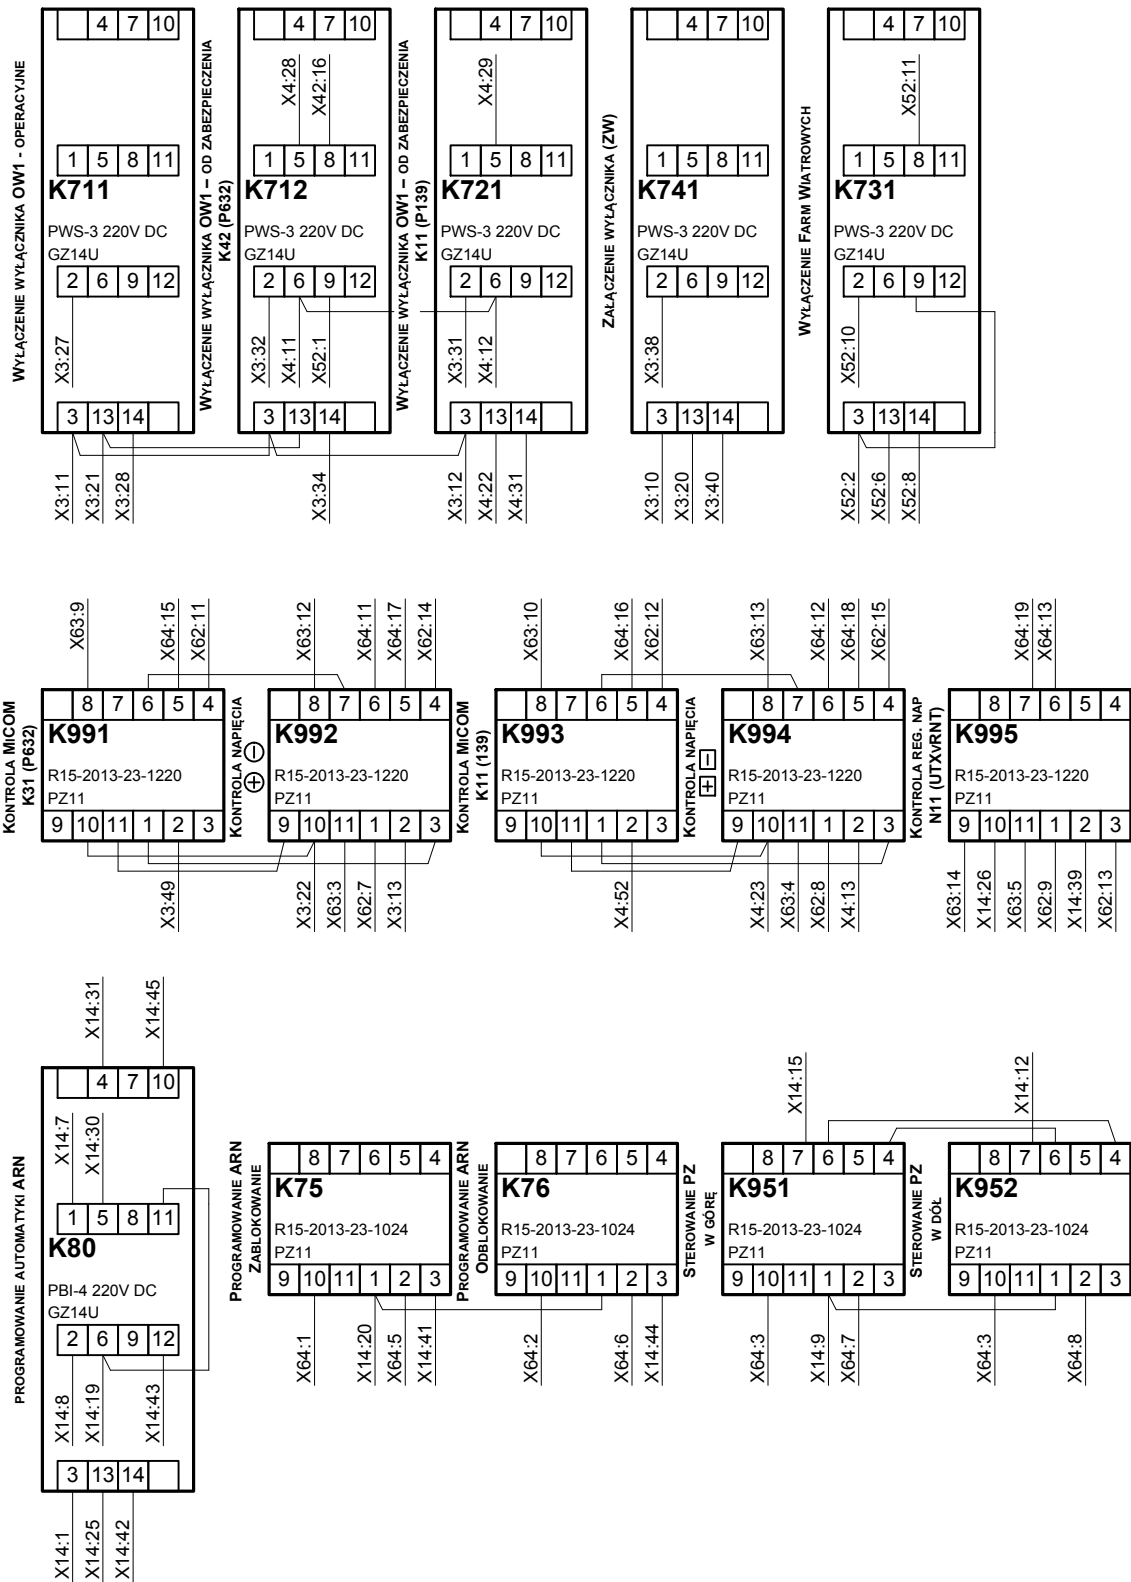 WYŁĄCZENIE WYŁĄCZNIKA OW1 - OPERACYJNE
4 7 10
1 5 8 11
K711
PWS-3 220V DC
GZ14U
2 6 9 12
X3:27
3 13 14
X3:11
X3:21
X3:28
WYŁĄCZENIE WYŁĄCZNIKA OW1 – OD ZABEZPIECZENIA
K42 (P632)
4 7 10
X4:28
X42:16
1 5 8 11
K712
PWS-3 220V DC
GZ14U
2 6 9 12
X3:32
X4:11
X52:1
3 13 14
X3:34
WYŁĄCZENIE WYŁĄCZNIKA OW1 – OD ZABEZPIECZENIA
K11 (P139)
4 7 10
X4:29
1 5 8 11
K721
PWS-3 220V DC
GZ14U
2 6 9 12
X3:31
X4:12
3 13 14
X3:12
X4:22
X4:31
ZAŁĄCZENIE WYŁĄCZNIKA (ZW)
4 7 10
1 5 8 11
K741
PWS-3 220V DC
GZ14U
2 6 9 12
X3:38
3 13 14
X3:10
X3:20
X3:40
WYŁĄCZENIE FARM WIATROWYCH
4 7 10
X52:11
1 5 8 11
K731
PWS-3 220V DC
GZ14U
2 6 9 12
X52:10
3 13 14
X52:2
X52:6
X52:8
KONTROLA MICOM
K31 (P632)
X63:9
X64:15
X62:11
8 7 6 5 4
K991
R15-2013-23-1220
PZ11
9 10 11 1 2 3
X3:49
KONTROLA NAPIĘCIA
+ −
X63:12
X64:11
X64:17
X62:14
8 7 6 5 4
K992
R15-2013-23-1220
PZ11
9 10 11 1 2 3
X3:22
X63:3
X62:7
X3:13
KONTROLA MICOM
K11 (139)
X63:10
X64:16
X62:12
8 7 6 5 4
K993
R15-2013-23-1220
PZ11
9 10 11 1 2 3
X4:52
KONTROLA NAPIĘCIA
+ −
X63:13
X64:12
X64:18
X62:15
8 7 6 5 4
K994
R15-2013-23-1220
PZ11
9 10 11 1 2 3
X4:23
X63:4
X62:8
X4:13
KONTROLA REG. NAP
N11 (UTXVRNT)
X64:19
X64:13
8 7 6 5 4
K995
R15-2013-23-1220
PZ11
9 10 11 1 2 3
X63:14
X14:26
X63:5
X62:9
X14:39
X62:13
PROGRAMOWANIE AUTOMATYKI ARN
X14:31
X14:45
4 7 10
X14:7
X14:30
1 5 8 11
K80
PBI-4 220V DC
GZ14U
2 6 9 12
X14:8
X14:19
X14:43
3 13 14
X14:1
X14:25
X14:42
PROGRAMOWANIE ARN
ZABLOKOWANIE
8 7 6 5 4
K75
R15-2013-23-1024
PZ11
9 10 11 1 2 3
X64:1
X14:20
X64:5
X14:41
PROGRAMOWANIE ARN
ODBLOKOWANIE
8 7 6 5 4
K76
R15-2013-23-1024
PZ11
9 10 11 1 2 3
X64:2
X64:6
X14:44
STEROWANIE PZ
W GÓRĘ
X14:15
8 7 6 5 4
K951
R15-2013-23-1024
PZ11
9 10 11 1 2 3
X64:3
X14:9
X64:7
STEROWANIE PZ
W DÓŁ
X14:12
8 7 6 5 4
K952
R15-2013-23-1024
PZ11
9 10 11 1 2 3
X64:3
X64:8